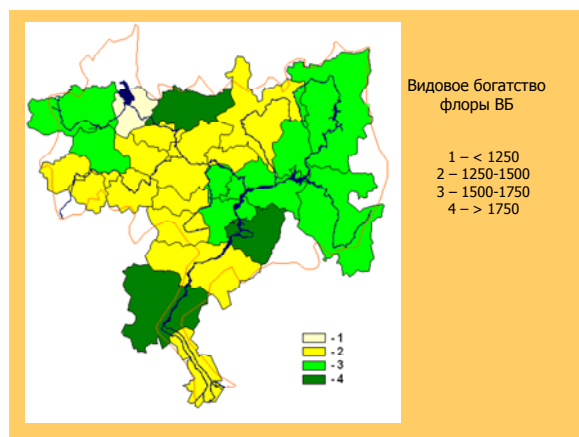 Видовое богатство
флоры ВБ
1 – < 1250
2 – 1250-1500
3 – 1500-1750
4 – > 1750
- 1
- 2
- 3
- 4